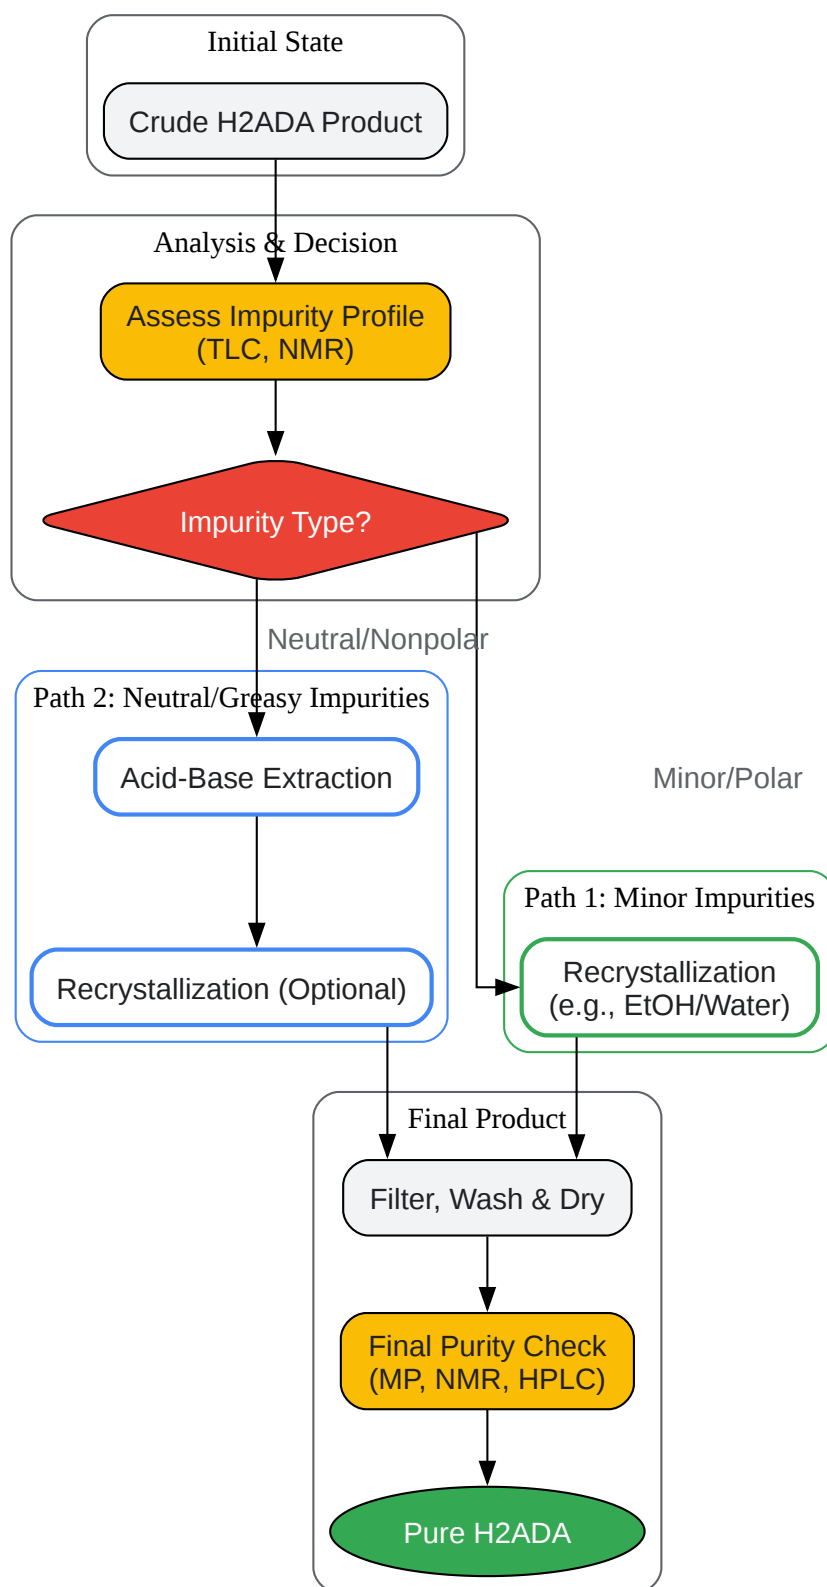 Initial State
Crude H2ADA Product
Analysis & Decision
Assess Impurity Profile
(TLC, NMR)
Impurity Type?
Neutral/Nonpolar
Path 2: Neutral/Greasy Impurities
Acid-Base Extraction
Minor/Polar
Path 1: Minor Impurities
Recrystallization (Optional)
Recrystallization
(e.g., EtOH/Water)
Final Product
Filter, Wash & Dry
Final Purity Check
(MP, NMR, HPLC)
Pure H2ADA